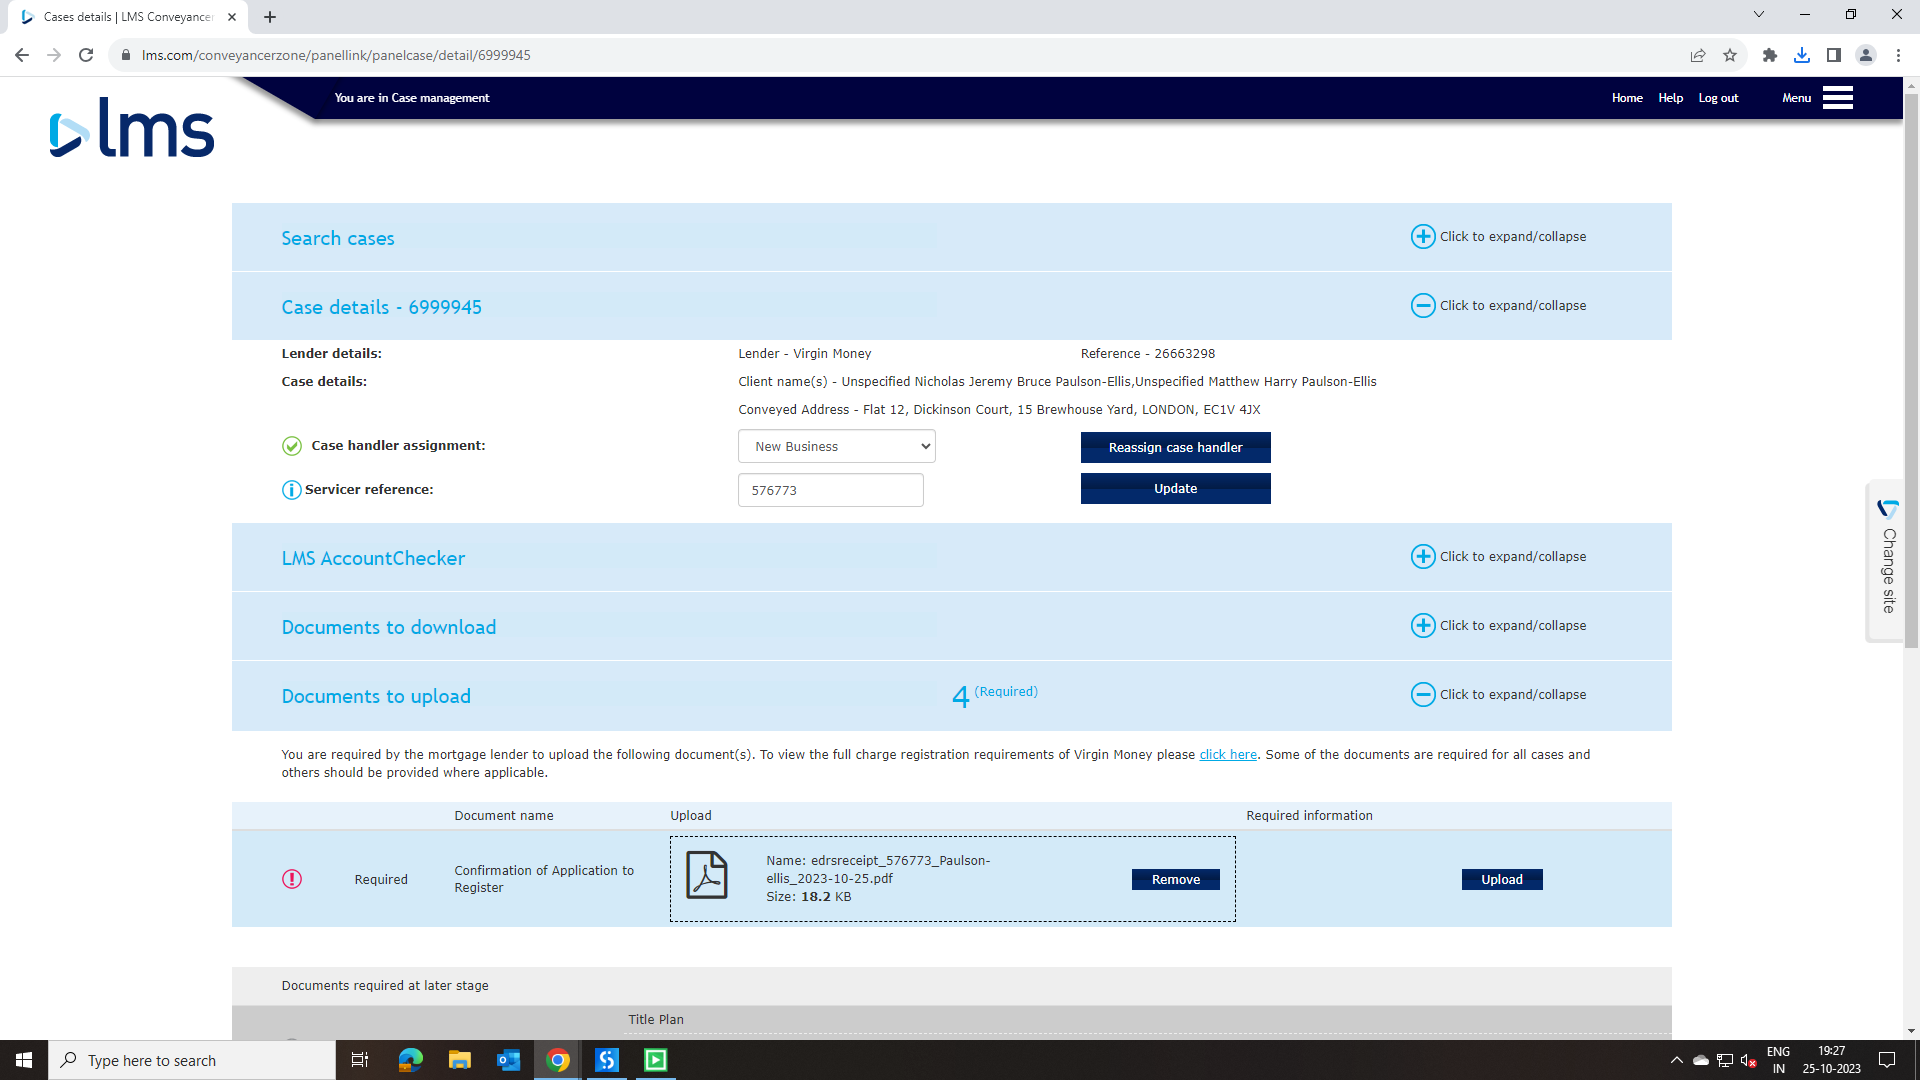 Cases details | LMS Conveyancer
lms.com/conveyancerzone/panellink/panelcase/detail/6999945
You are in Case management
Home Help Log out Menu
lms
Search cases
Click to expand/collapse
Case details - 6999945
Click to expand/collapse
Lender details:
Lender - Virgin Money
Reference - 26663298
Case details:
Client name(s) - Unspecified Nicholas Jeremy Bruce Paulson-Ellis,Unspecified Matthew Harry Paulson-Ellis
Conveyed Address - Flat 12, Dickinson Court, 15 Brewhouse Yard, LONDON, EC1V 4JX
Case handler assignment:
New Business
Reassign case handler
Servicer reference:
576773
Update
Change site
LMS AccountChecker
Click to expand/collapse
Documents to download
Click to expand/collapse
Documents to upload
4 (Required)
Click to expand/collapse
You are required by the mortgage lender to upload the following document(s). To view the full charge registration requirements of Virgin Money please click here. Some of the documents are required for all cases and
others should be provided where applicable.
Document name
Upload
Required information
Required
Confirmation of Application to
Register
Name: edrsreceipt_576773_Paulson-
ellis_2023-10-25.pdf
Size: 18.2 KB
Remove
Upload
Documents required at later stage
Title Plan
Type here to search
ENG
IN
19:27
25-10-2023